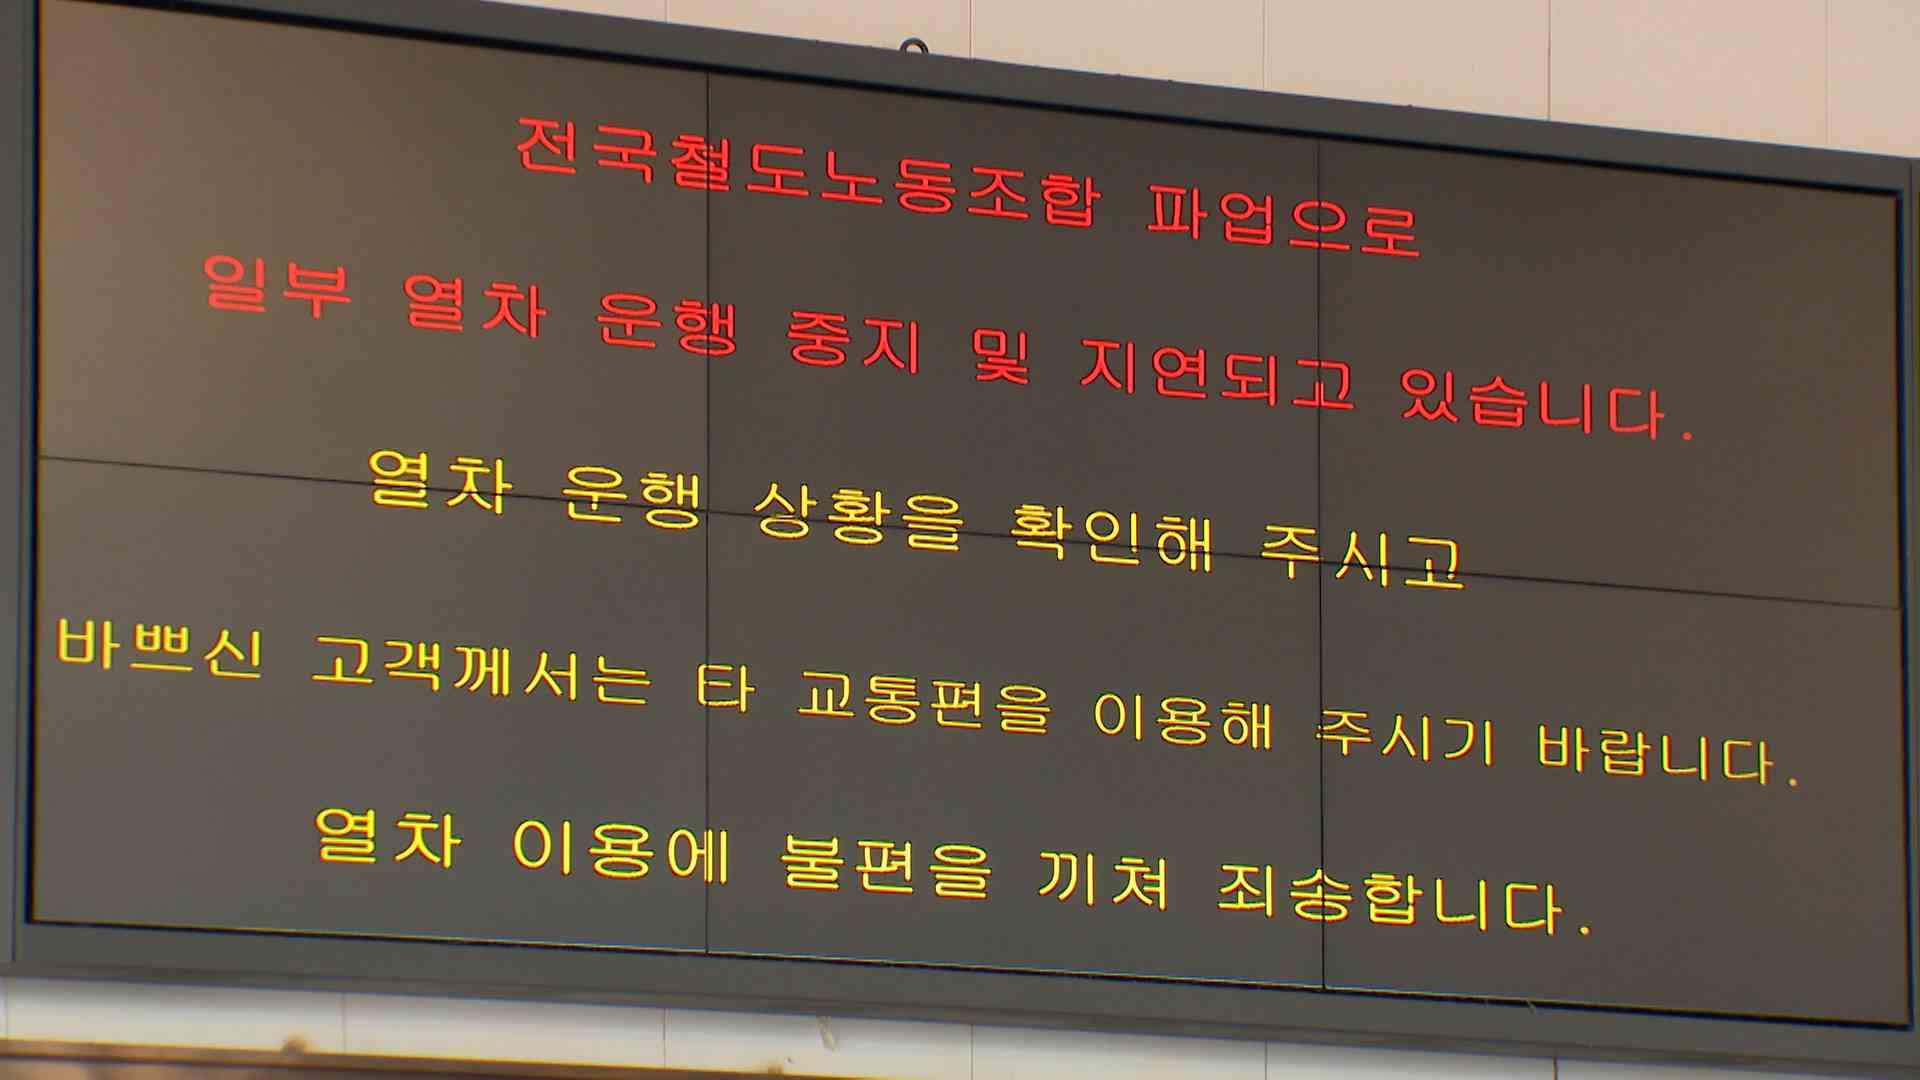 전국철도노동조합 파업으로
일부 열차 운행 중지 및 지연되고 있습니다.
열차 운행 상황을 확인해 주시고
바쁘신 고객께서는 타 교통편을 이용해 주시기 바랍니다.
열차 이용에 불편을 끼쳐 죄송합니다.